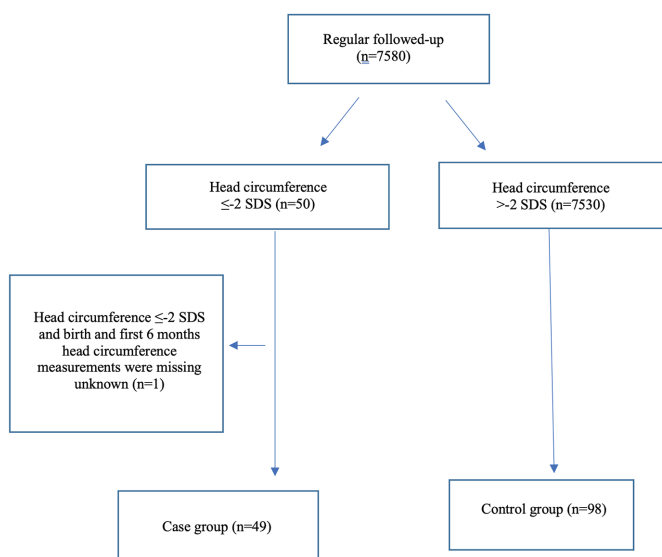 Regular followed-up
(n=7580)
Head circumference
≤-2 SDS (n=50)
Head circumference
>-2 SDS (n=7530)
Head circumference ≤-2 SDS
and birth and first 6 months
head circumference
measurements were missing
unknown (n=1)
Case group (n=49)
Control group (n=98)